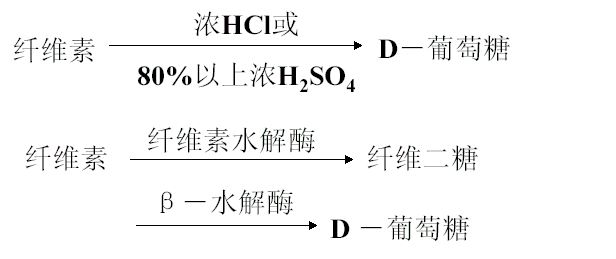 浓HCl或
纤维素 D－葡萄糖
80%以上浓H₂SO₄
纤维素水解酶
纤维素 纤维二糖
β－水解酶
D－葡萄糖